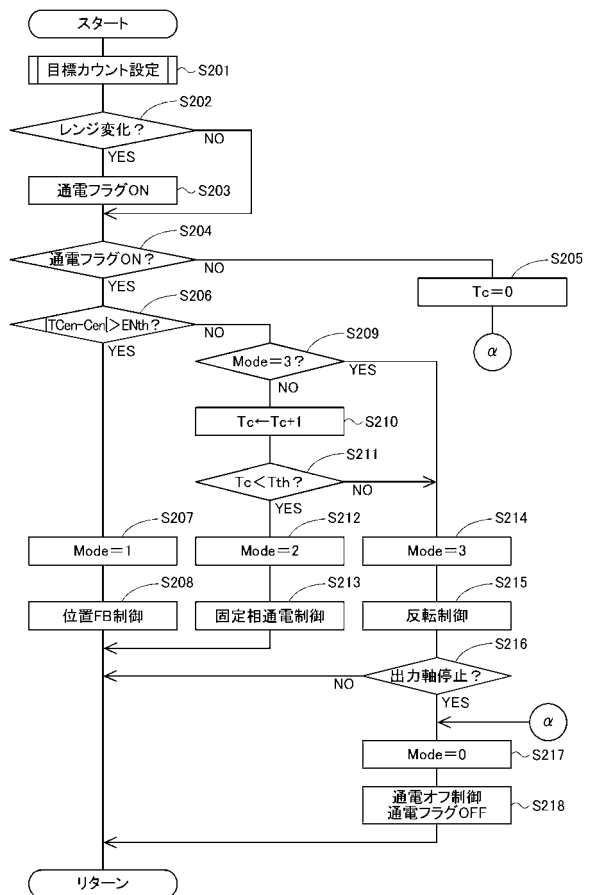 スタート
目標カウント設定
S201
S202
レンジ変化？
NO
YES
通電フラグON
S203
S204
通電フラグON？
NO
YES
S205
Tc=0
α
S206
|TCen-Cen|>ENth？
NO
YES
S209
Mode=3？
YES
NO
Tc←Tc+1
S210
S211
Tc<Tth？
NO
YES
S207
Mode=1
S212
Mode=2
S214
Mode=3
S208
位置FB制御
S213
固定相通電制御
S215
反転制御
S216
出力軸停止？
NO
YES
α
Mode=0
S217
通電オフ制御
通電フラグOFF
S218
リターン